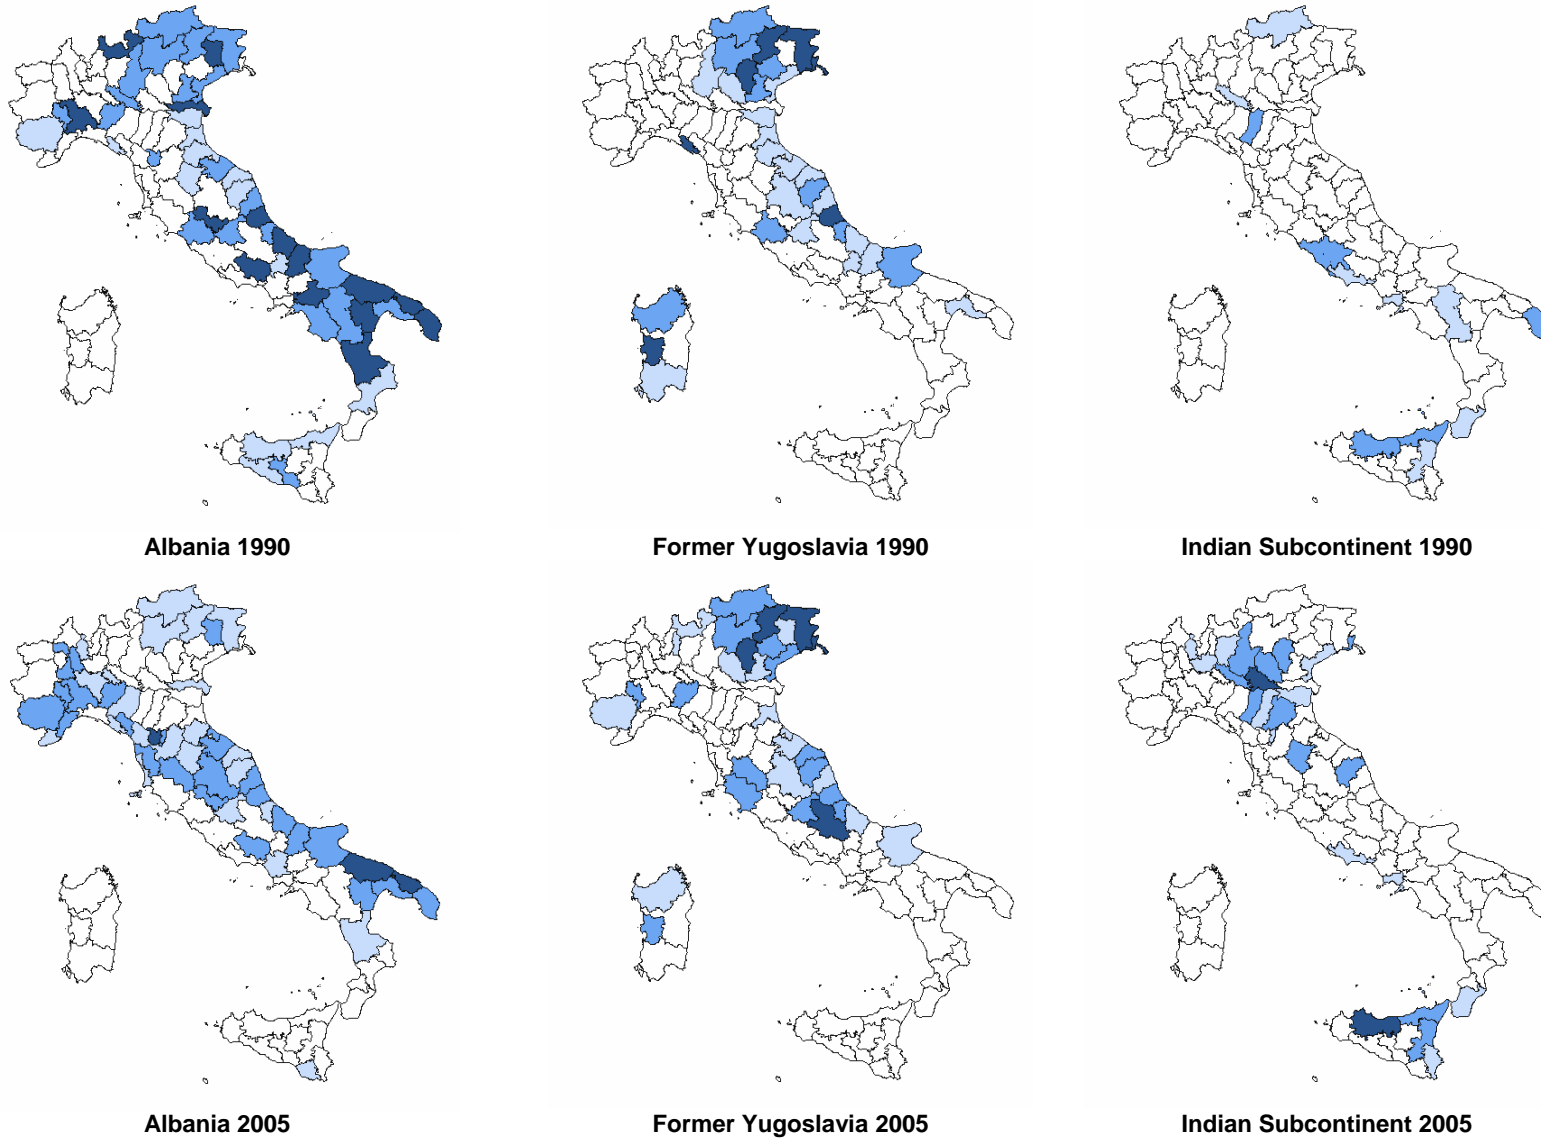 Albania 1990
Former Yugoslavia 1990
Indian Subcontinent 1990
Albania 2005
Former Yugoslavia 2005
Indian Subcontinent 2005